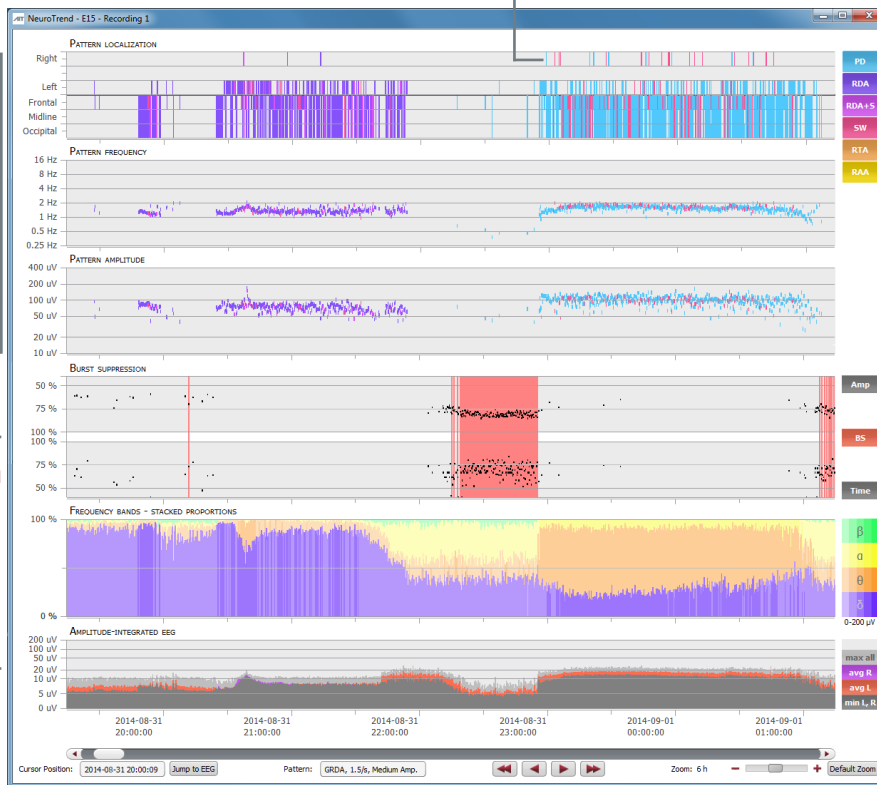 AIT NeuroTrend - E15 - Recording 1
PATTERN LOCALIZATION
Right
Left
Frontal
Midline
Occipital
PD
RDA
RDA+S
SW
RTA
RAA
PATTERN FREQUENCY
16 Hz
8 Hz
4 Hz
2 Hz
1 Hz
0.5 Hz
0.25 Hz
PATTERN AMPLITUDE
400 uV
200 uV
100 uV
50 uV
20 uV
10 uV
BURST SUPPRESSION
50 %
75 %
100 %
100 %
75 %
50 %
Amp
BS
Time
FREQUENCY BANDS - STACKED PROPORTIONS
100 %
0 %
β
α
θ
δ
0-200 µV
AMPLITUDE-INTEGRATED EEG
200 uV
100 uV
50 uV
20 uV
10 uV
5 uV
0 uV
max all
avg R
avg L
min L, R
2014-08-31 2014-08-31 2014-08-31 2014-08-31 2014-09-01 2014-09-01
20:00:00 21:00:00 22:00:00 23:00:00 00:00:00 01:00:00
Cursor Position: 2014-08-31 20:00:09 Jump to EEG Pattern: GRDA, 1.5/s, Medium Amp. Zoom: 6 h Default Zoom